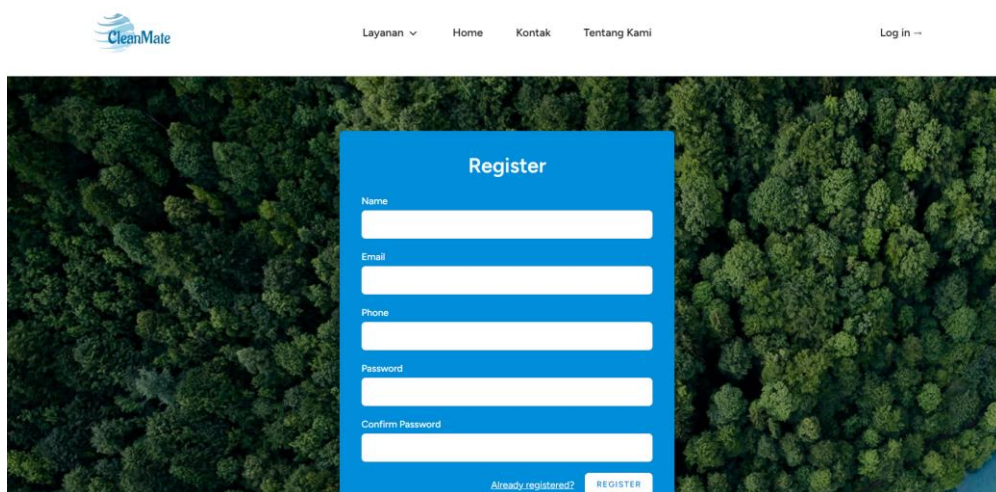 CleanMate
Layanan Home Kontak Tentang Kami Log in →
Register
Name
Email
Phone
Password
Confirm Password
Already registered? REGISTER